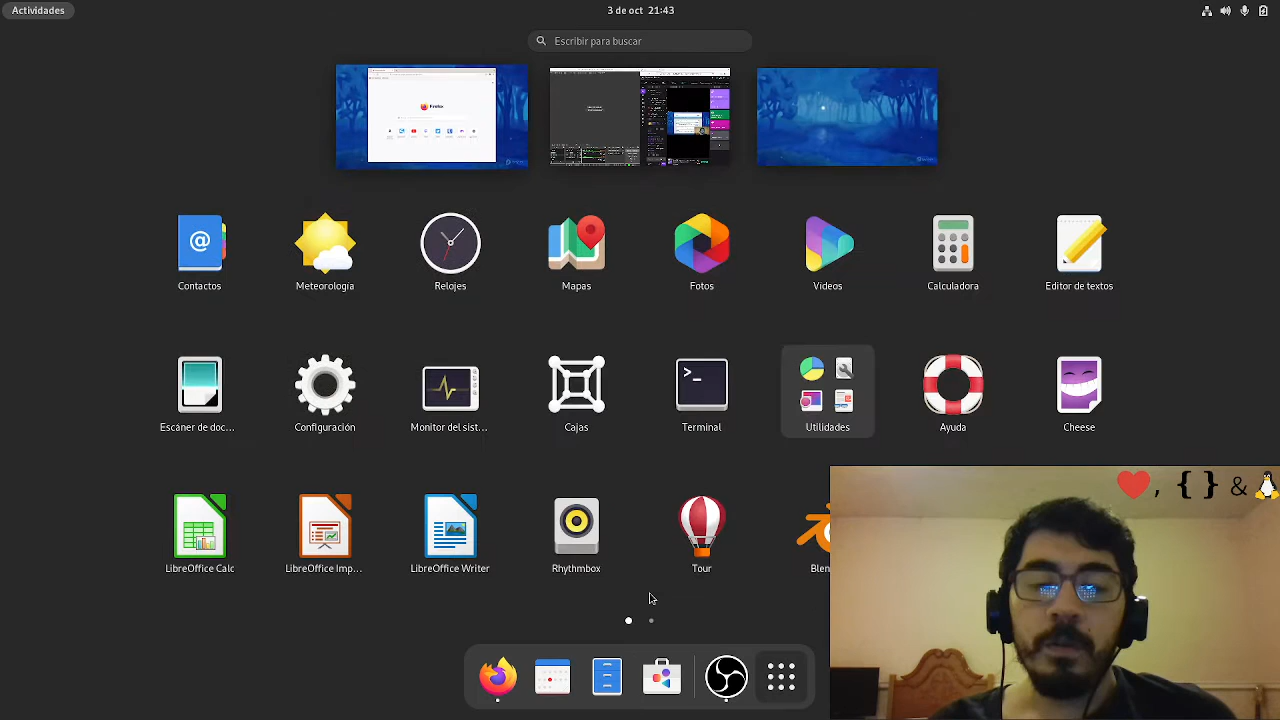 Actividades
3 de oct 21:43
Escribir para buscar
Firefox
Contactos
Meteorología
Relojes
Mapas
Fotos
Videos
Calculadora
Editor de textos
Escáner de doc…
Configuración
Monitor del sist…
Cajas
Terminal
Utilidades
Ayuda
Cheese
, { } &
LibreOffice Calc
LibreOffice Imp…
LibreOffice Writer
Rhythmbox
Tour
Blen